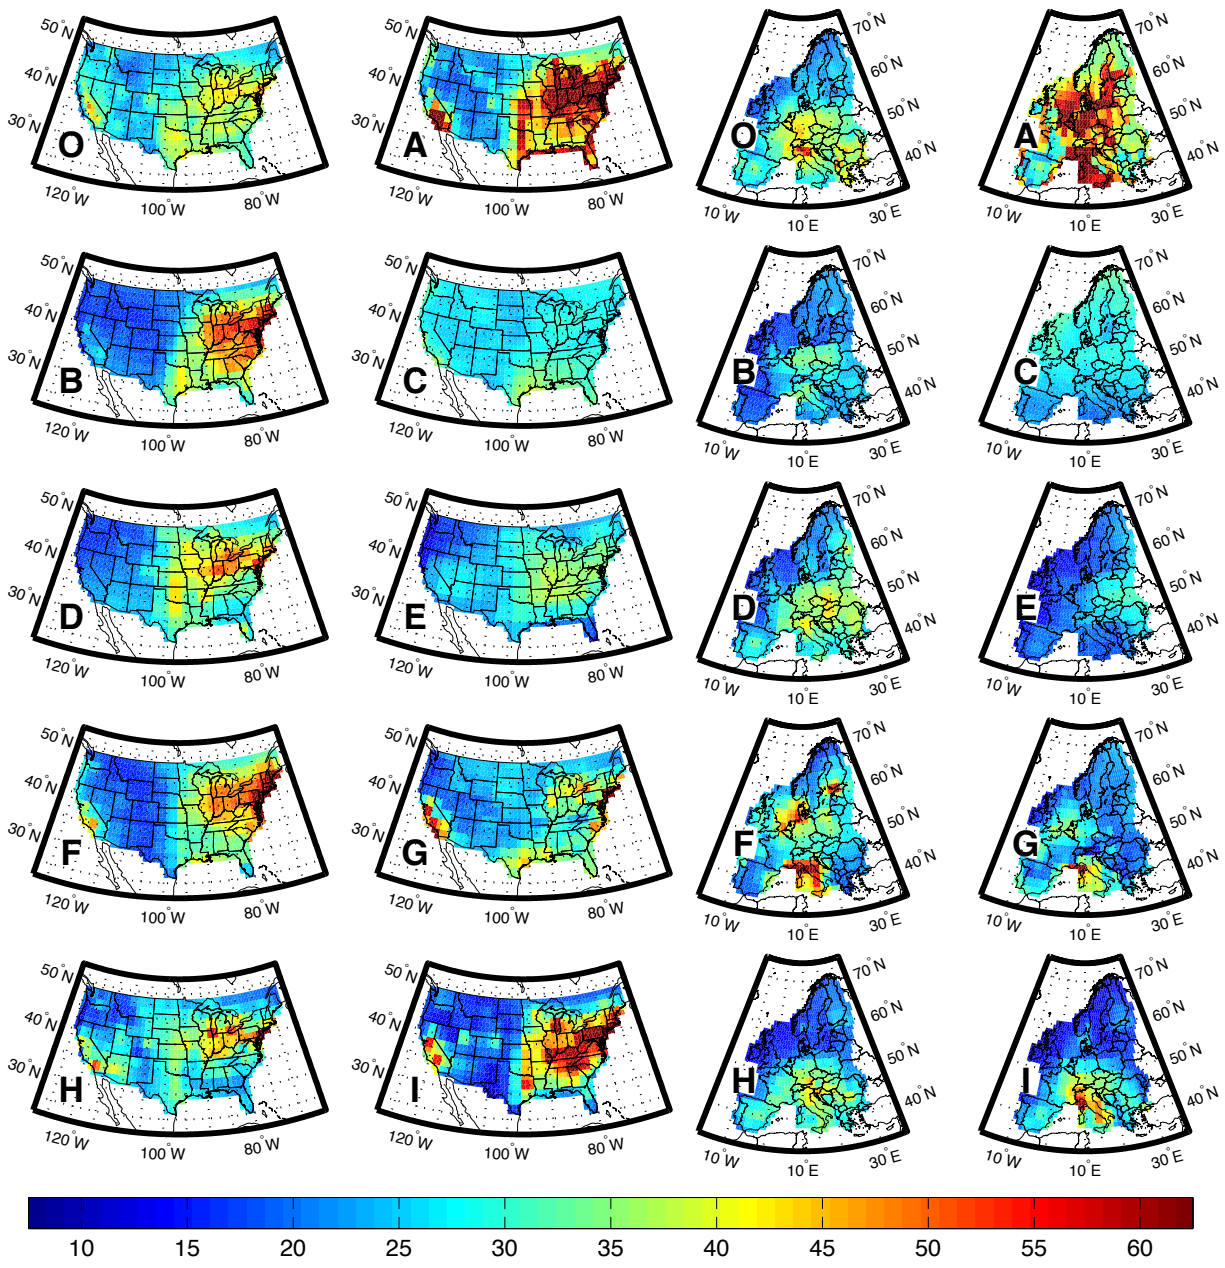 50°N 40°N 30°N 120°W 100°W 80°W O
50°N 40°N 30°N 120°W 100°W 80°W A
70°N 60°N 50°N 40°N 10°W 10°E 30°E O
70°N 60°N 50°N 40°N 10°W 10°E 30°E A
50°N 40°N 30°N 120°W 100°W 80°W B
50°N 40°N 30°N 120°W 100°W 80°W C
70°N 60°N 50°N 40°N 10°W 10°E 30°E B
70°N 60°N 50°N 40°N 10°W 10°E 30°E C
50°N 40°N 30°N 120°W 100°W 80°W D
50°N 40°N 30°N 120°W 100°W 80°W E
70°N 60°N 50°N 40°N 10°W 10°E 30°E D
70°N 60°N 50°N 40°N 10°W 10°E 30°E E
50°N 40°N 30°N 120°W 100°W 80°W F
50°N 40°N 30°N 120°W 100°W 80°W G
70°N 60°N 50°N 40°N 10°W 10°E 30°E F
70°N 60°N 50°N 40°N 10°W 10°E 30°E G
50°N 40°N 30°N 120°W 100°W 80°W H
50°N 40°N 30°N 120°W 100°W 80°W I
70°N 60°N 50°N 40°N 10°W 10°E 30°E H
70°N 60°N 50°N 40°N 10°W 10°E 30°E I
10 15 20 25 30 35 40 45 50 55 60